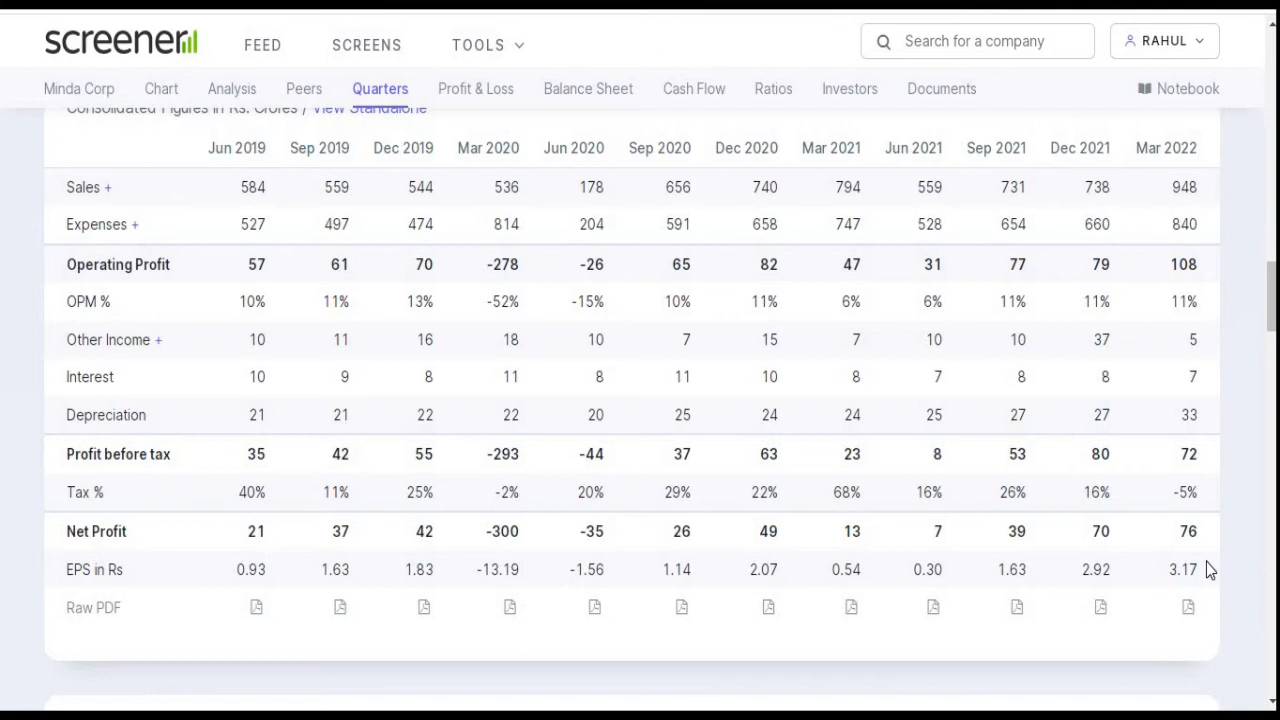 screener FEED SCREENS TOOLS Search for a company RAHUL
Minda Corp Chart Analysis Peers Quarters Profit & Loss Balance Sheet Cash Flow Ratios Investors Documents Notebook
Consolidated Figures in Rs. Crores / View Standalone
Jun 2019 Sep 2019 Dec 2019 Mar 2020 Jun 2020 Sep 2020 Dec 2020 Mar 2021 Jun 2021 Sep 2021 Dec 2021 Mar 2022
Sales + 584 559 544 536 178 656 740 794 559 731 738 948
Expenses + 527 497 474 814 204 591 658 747 528 654 660 840
Operating Profit 57 61 70 -278 -26 65 82 47 31 77 79 108
OPM % 10% 11% 13% -52% -15% 10% 11% 6% 6% 11% 11% 11%
Other Income + 10 11 16 18 10 7 15 7 10 10 37 5
Interest 10 9 8 11 8 11 10 8 7 8 8 7
Depreciation 21 21 22 22 20 25 24 24 25 27 27 33
Profit before tax 35 42 55 -293 -44 37 63 23 8 53 80 72
Tax % 40% 11% 25% -2% 20% 29% 22% 68% 16% 26% 16% -5%
Net Profit 21 37 42 -300 -35 26 49 13 7 39 70 76
EPS in Rs 0.93 1.63 1.83 -13.19 -1.56 1.14 2.07 0.54 0.30 1.63 2.92 3.17
Raw PDF